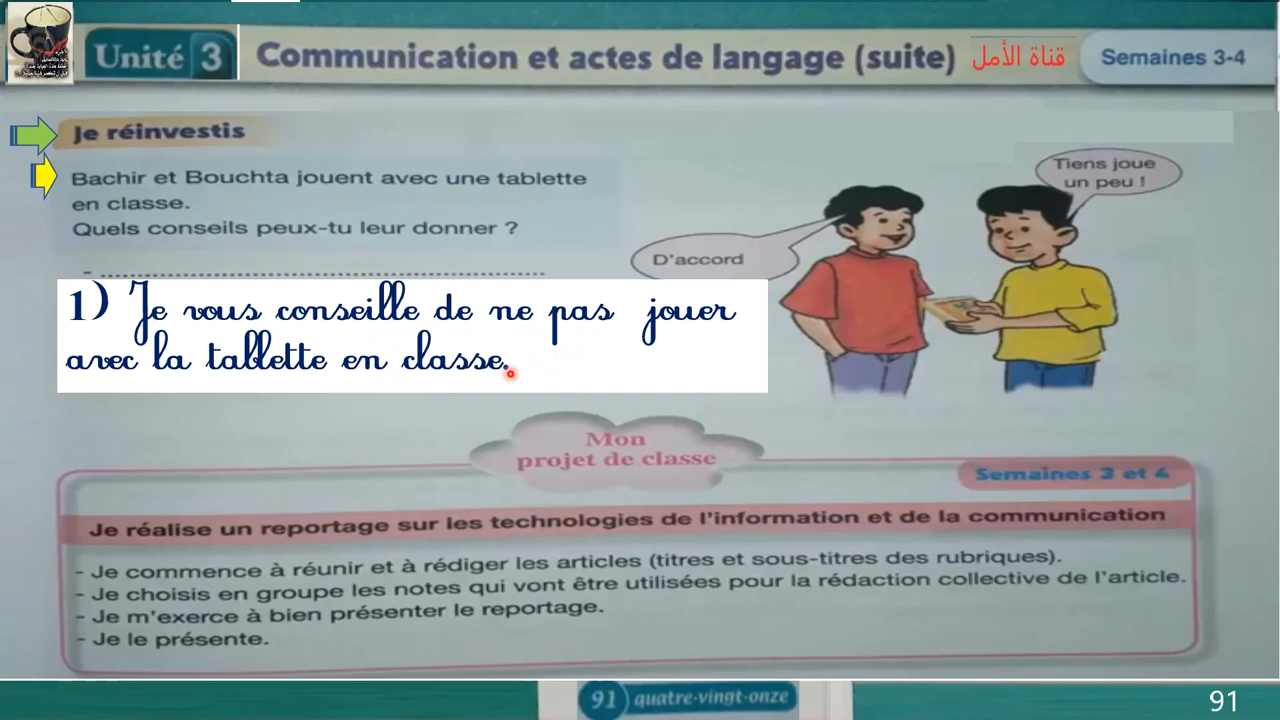 Unité 3
Communication et actes de langage (suite)
قناة الأمل
Semaines 3-4
Je réinvestis
Bachir et Bouchta jouent avec une tablette
en classe.
Quels conseils peux-tu leur donner ?
Tiens joue
un peu !
D'accord
1) Je vous conseille de ne pas jouer
avec la tablette en classe.
Mon
projet de classe
Semaines 3 et 4
Je réalise un reportage sur les technologies de l'information et de la communication
- Je commence à réunir et à rédiger les articles (titres et sous-titres des rubriques).
- Je choisis en groupe les notes qui vont être utilisées pour la rédaction collective de l'article.
- Je m'exerce à bien présenter le reportage.
- Je le présente.
91 quatre-vingt-onze
91